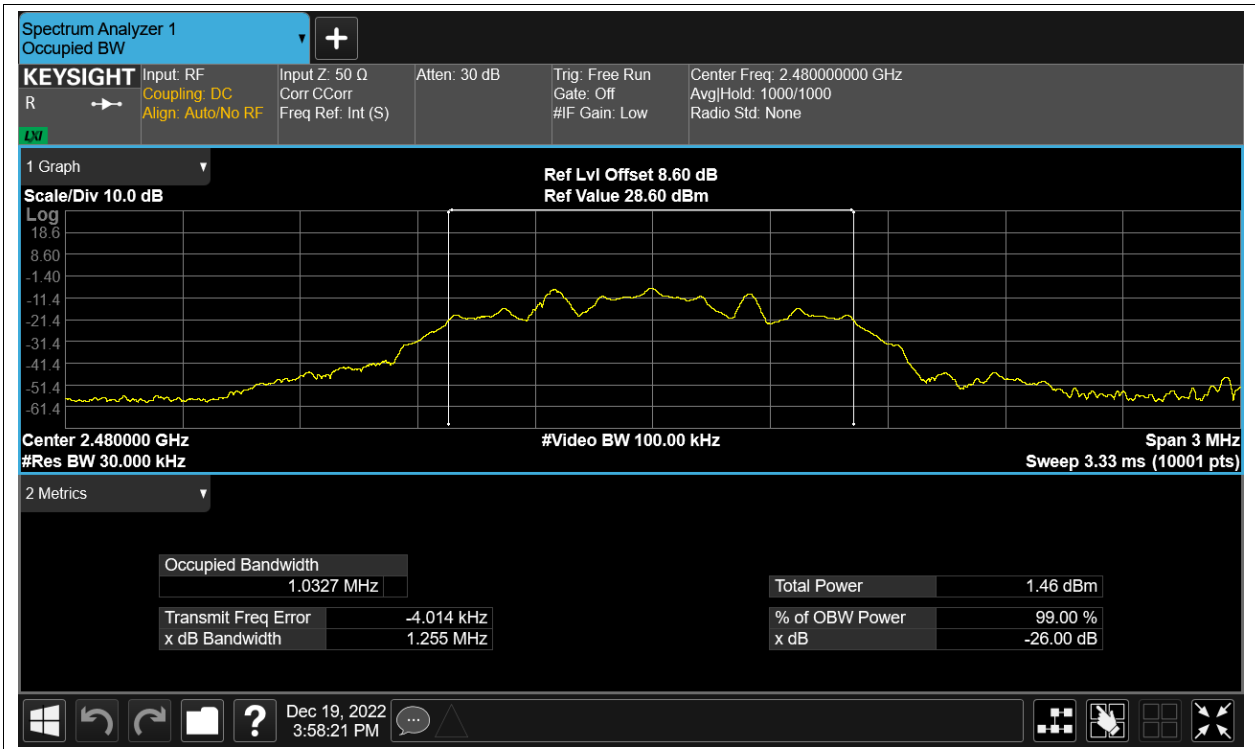 Spectrum Analyzer 1
Occupied BW
KEYSIGHT
R
LXI
Input: RF
Coupling: DC
Align: Auto/No RF
Input Z: 50 Ω
Corr CCorr
Freq Ref: Int (S)
Atten: 30 dB
Trig: Free Run
Gate: Off
#IF Gain: Low
Center Freq: 2.480000000 GHz
Avg|Hold: 1000/1000
Radio Std: None
1 Graph
Scale/Div 10.0 dB
Ref Lvl Offset 8.60 dB
Ref Value 28.60 dBm
Log
18.6
8.60
-1.40
-11.4
-21.4
-31.4
-41.4
-51.4
-61.4
Center 2.480000 GHz
#Video BW 100.00 kHz
Span 3 MHz
#Res BW 30.000 kHz
Sweep 3.33 ms (10001 pts)
2 Metrics
Occupied Bandwidth
1.0327 MHz
Total Power 1.46 dBm
Transmit Freq Error -4.014 kHz
% of OBW Power 99.00 %
x dB Bandwidth 1.255 MHz
x dB -26.00 dB
?
Dec 19, 2022
3:58:21 PM